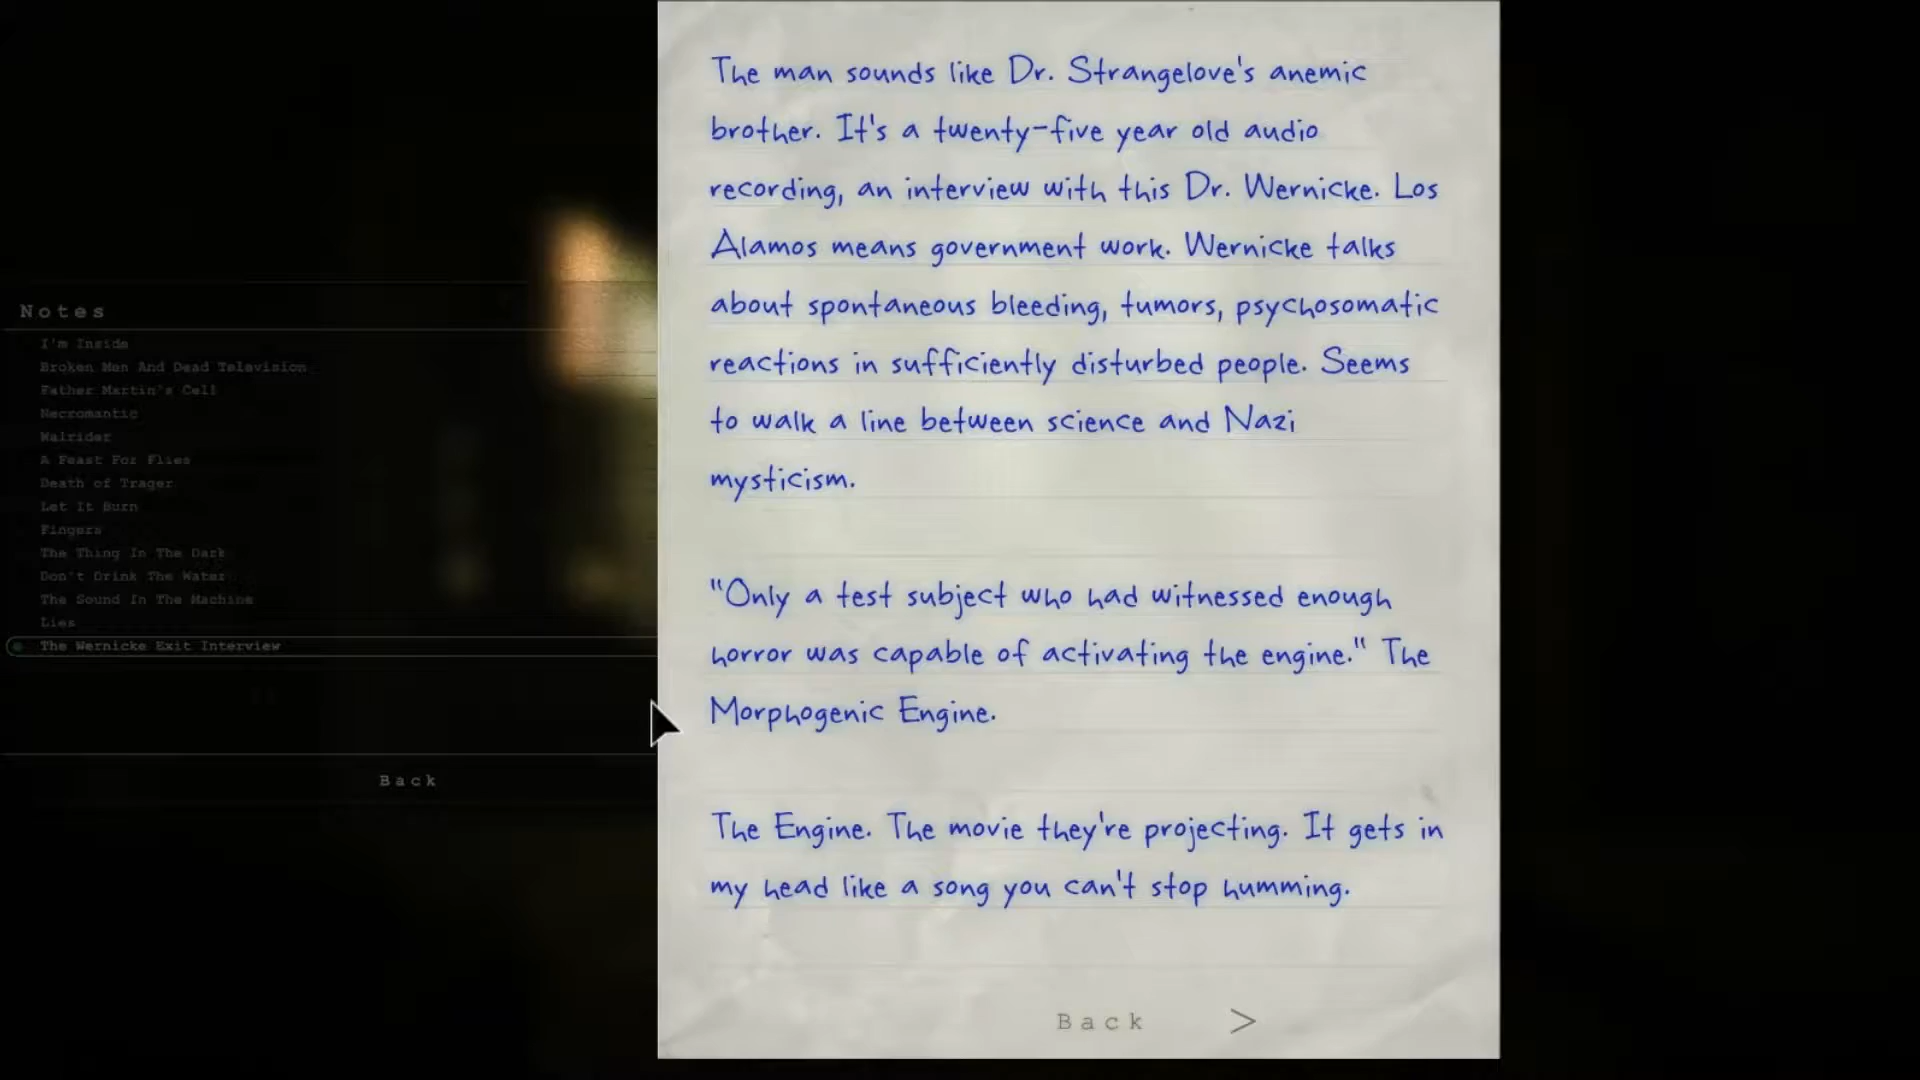 Notes
I'm Inside
Broken Men And Dead Television
Father Martin's Cell
Necromantic
Walrider
A Feast For Flies
Death of Trager
Let It Burn
Fingers
The Thing In The Dark
Don't Drink The Water
The Sound In The Machine
Lies
The Wernicke Exit Interview
Back
The man sounds like Dr. Strangelove's anemic
brother. It's a twenty-five year old audio
recording, an interview with this Dr. Wernicke. Los
Alamos means government work. Wernicke talks
about spontaneous bleeding, tumors, psychosomatic
reactions in sufficiently disturbed people. Seems
to walk a line between science and Nazi
mysticism.
"Only a test subject who had witnessed enough
horror was capable of activating the engine." The
Morphogenic Engine.
The Engine. The movie they're projecting. It gets in
my head like a song you can't stop humming.
Back >